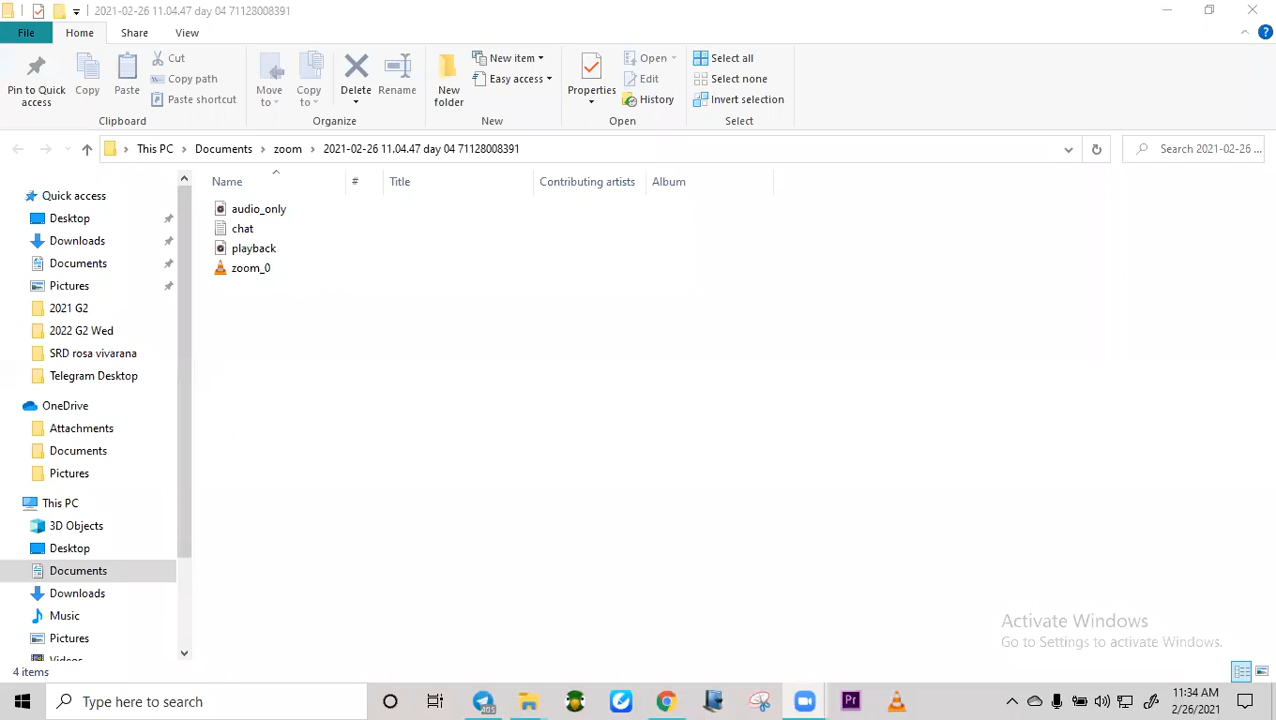 2021-02-26 11.04.47 day 04 71128008391
File Home Share View
Pin to Quick access
Copy
Paste
Cut
Copy path
Paste shortcut
Clipboard
Move to
Copy to
Delete
Rename
Organize
New folder
New item
Easy access
New
Properties
Open
Edit
History
Open
Select all
Select none
Invert selection
Select
This PC > Documents > zoom > 2021-02-26 11.04.47 day 04 71128008391
Search 2021-02-26 ...
Name # Title Contributing artists Album
audio_only
chat
playback
zoom_0
Quick access
Desktop
Downloads
Documents
Pictures
2021 G2
2022 G2 Wed
SRD rosa vivarana
Telegram Desktop
OneDrive
Attachments
Documents
Pictures
This PC
3D Objects
Desktop
Documents
Downloads
Music
Pictures
Videos
Activate Windows
Go to Settings to activate Windows.
4 items
Type here to search
405
Pr
11:34 AM
2/26/2021